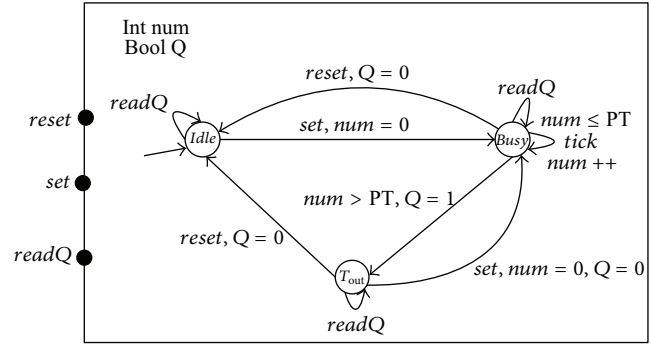 Int num
Bool Q
reset, Q = 0
readQ
readQ
reset
num ≤ PT
Idle
set, num = 0
Busy
tick
num ++
set
num > PT, Q = 1
reset, Q = 0
readQ
T_out
set, num = 0, Q = 0
readQ